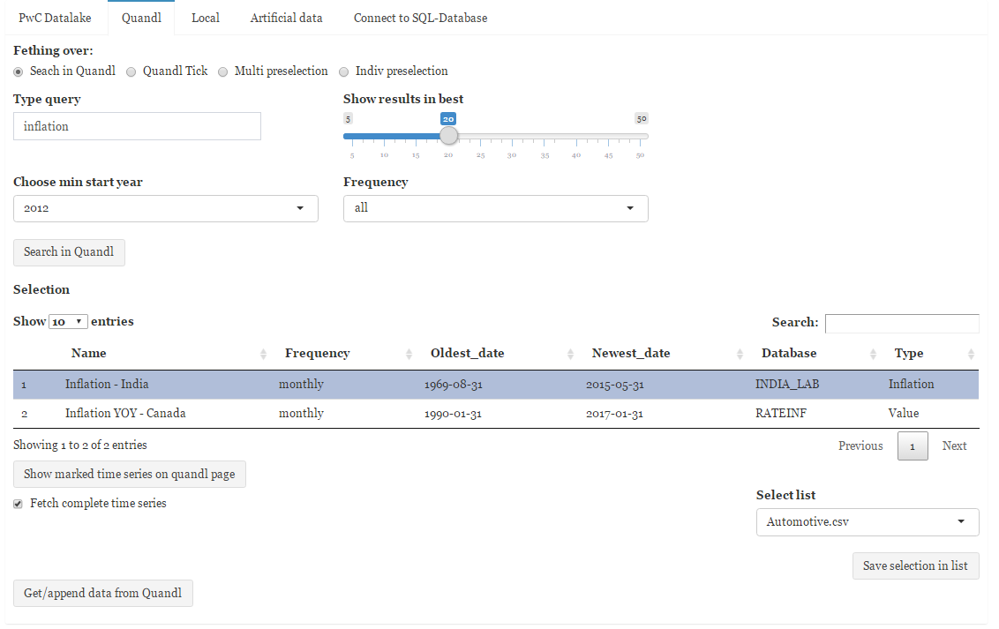 PwC Datalake Quandl Local Artificial data Connect to SQL-Database
Fething over:
Seach in Quandl Quandl Tick Multi preselection Indiv preselection
Type query Show results in best
5 20 50
inflation
5 10 15 20 25 30 35 40 45 50
Choose min start year Frequency
2012 all
Search in Quandl
Selection
Show 10 entries Search:
Name Frequency Oldest_date Newest_date Database Type
1 Inflation - India monthly 1969-08-31 2015-05-31 INDIA_LAB Inflation
2 Inflation YOY - Canada monthly 1990-01-31 2017-01-31 RATEINF Value
Showing 1 to 2 of 2 entries Previous 1 Next
Show marked time series on quandl page
Fetch complete time series
Select list
Automotive.csv
Save selection in list
Get/append data from Quandl